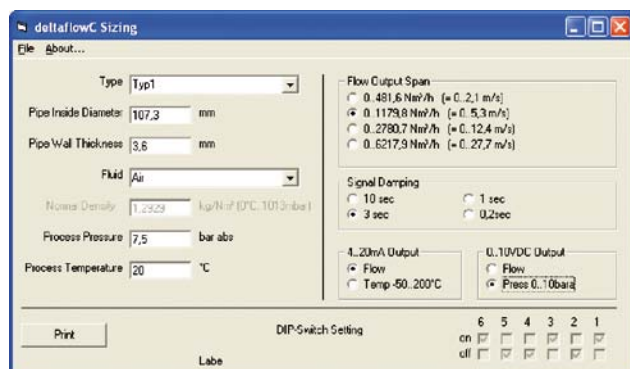 deltaflowC Sizing
File About...
Type Typ1
Pipe Inside Diameter 107,3 mm
Pipe Wall Thickness 3,6 mm
Fluid Air
Normal Density 1,2929 kg/Nm³ (0°C, 1013mbar)
Process Pressure 7,5 bar abs
Process Temperature 20 °C
Flow Output Span
0..481,6 Nm³/h (= 0..2,1 m/s)
0..1179,8 Nm³/h (= 0..5,3 m/s)
0..2780,7 Nm³/h (= 0..12,4 m/s)
0..6217,9 Nm³/h (= 0..27,7 m/s)
Signal Damping
10 sec 1 sec
3 sec 0,2sec
4..20mA Output
Flow
Temp -50..200°C
0..10VDC Output
Flow
Press 0..10bara
Print
DIP-Switch Setting
6 5 4 3 2 1
on
off
Labe